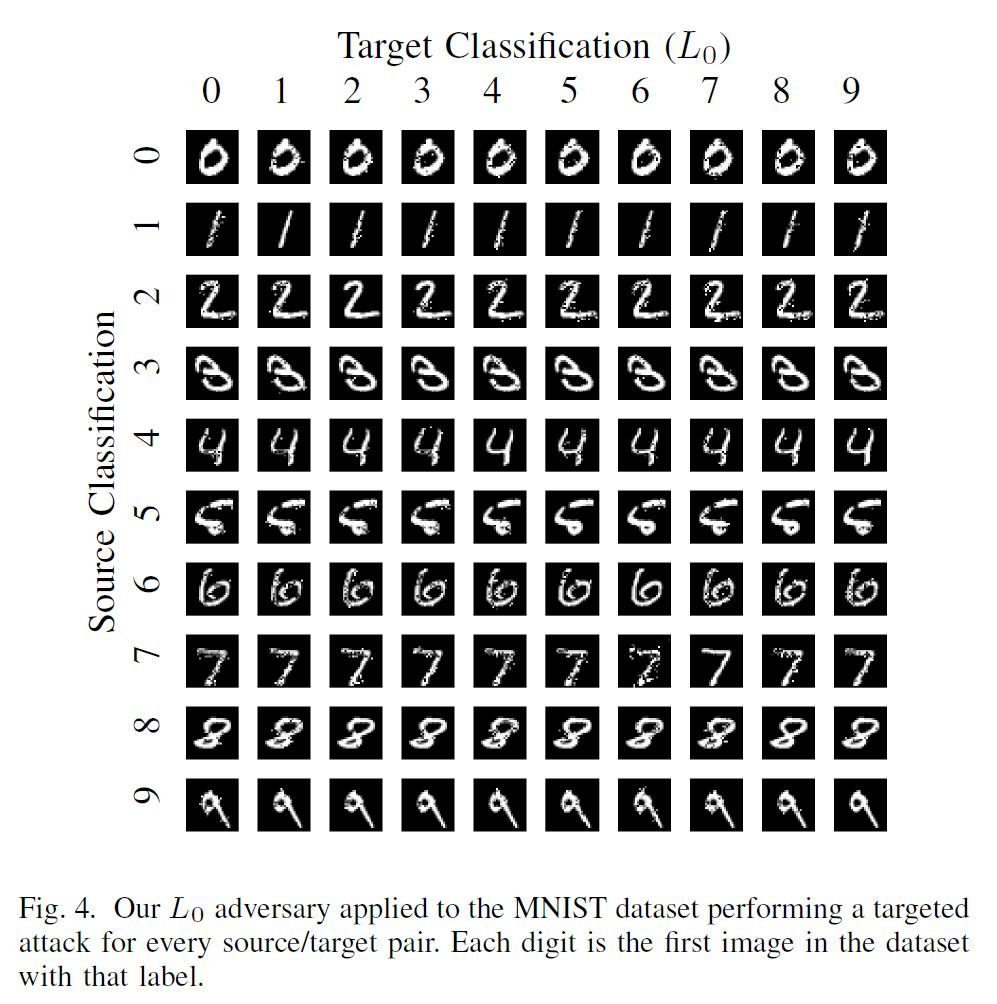 Target Classification (L0)
0 1 2 3 4 5 6 7 8 9
Source Classification
0
1
2
3
4
5
6
7
8
9
Fig. 4. Our L0 adversary applied to the MNIST dataset performing a targeted
attack for every source/target pair. Each digit is the first image in the dataset
with that label.